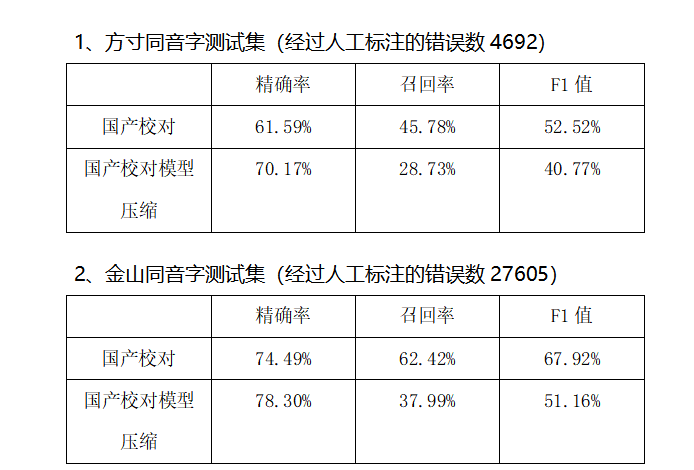 1、方寸同音字测试集（经过人工标注的错误数 4692）
精确率 召回率 F1 值
国产校对 61.59% 45.78% 52.52%
国产校对模型 70.17% 28.73% 40.77%
压缩
2、金山同音字测试集（经过人工标注的错误数 27605）
精确率 召回率 F1 值
国产校对 74.49% 62.42% 67.92%
国产校对模型 78.30% 37.99% 51.16%
压缩